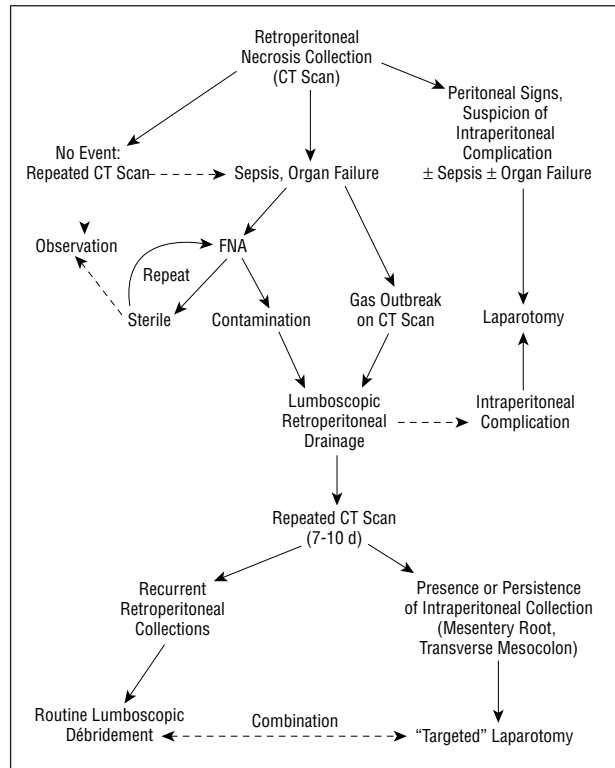 Retroperitoneal
Necrosis Collection
(CT Scan)
Peritoneal Signs,
Suspicion of
Intraperitoneal
Complication
± Sepsis ± Organ Failure
No Event:
Repeated CT Scan
Sepsis, Organ Failure
Observation
FNA
Repeat
Sterile
Contamination
Gas Outbreak
on CT Scan
Laparotomy
Lumboscopic
Retroperitoneal
Drainage
Intraperitoneal
Complication
Repeated CT Scan
(7-10 d)
Recurrent
Retroperitoneal
Collections
Presence or Persistence
of Intraperitoneal Collection
(Mesentery Root,
Transverse Mesocolon)
Routine Lumboscopic
Débridement
Combination
“Targeted” Laparotomy